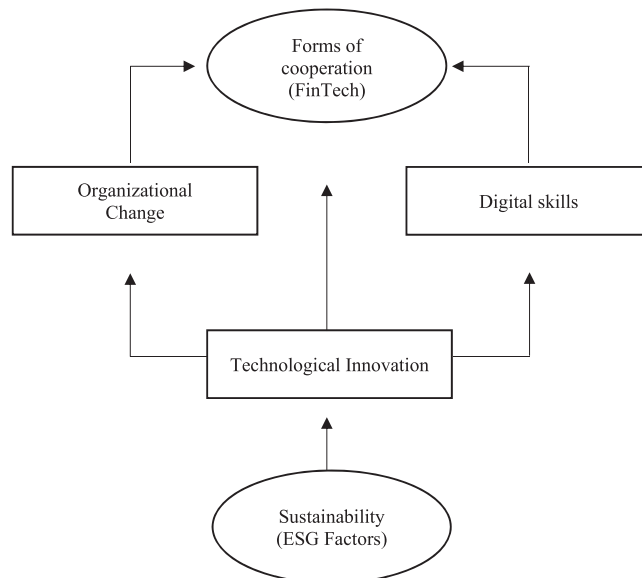 Forms of
cooperation
(FinTech)
Organizational
Change
Digital skills
Technological Innovation
Sustainability
(ESG Factors)